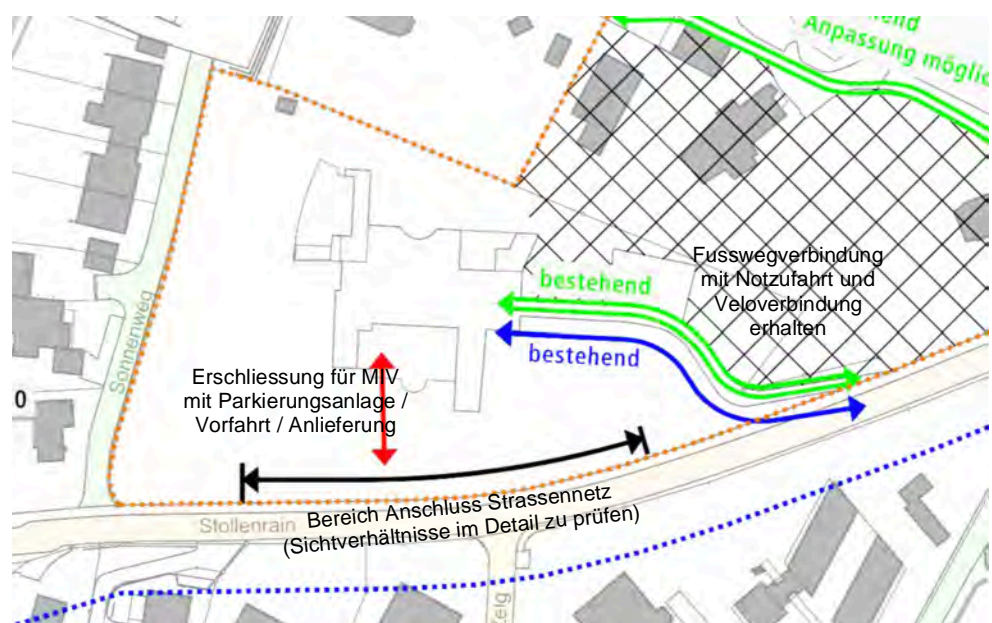 Anpassung möglic
Fusswegverbindung
mit Notzufahrt und
Veloverbindung
erhalten
bestehend
bestehend
Sonnenweg
0
Erschliessung für MIV
mit Parkierungsanlage /
Vorfahrt / Anlieferung
Bereich Anschluss Strassennetz
(Sichtverhältnisse im Detail zu prüfen)
Stollenrain